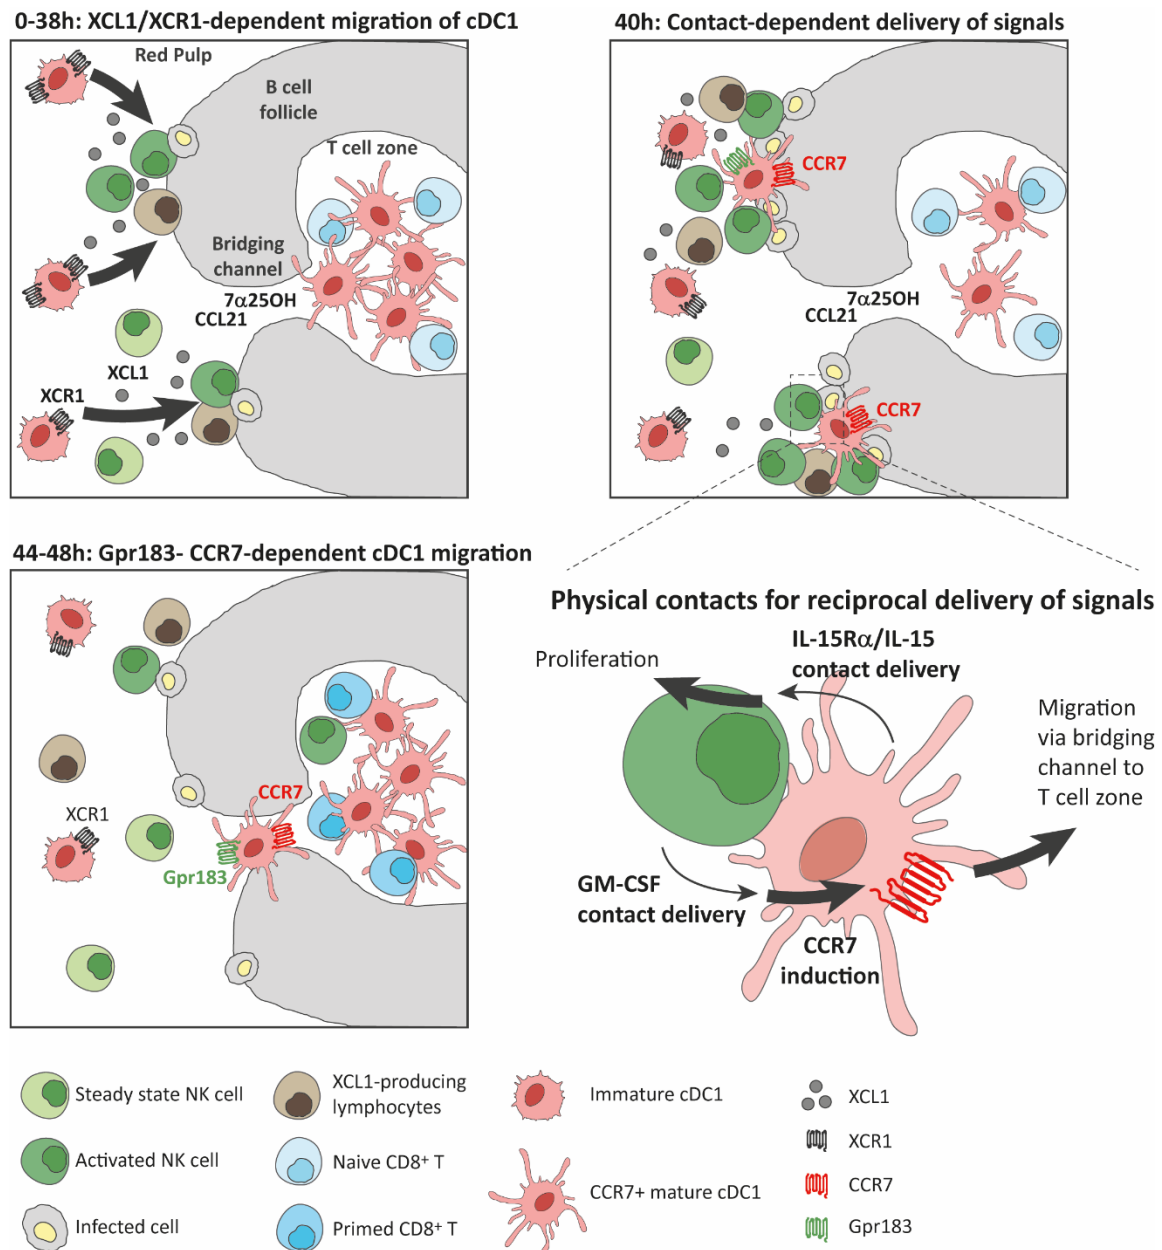 0-38h: XCL1/XCR1-dependent migration of cDC1
Red Pulp
B cell
follicle
T cell zone
Bridging
channel
7α25OH
CCL21
XCL1
XCR1
40h: Contact-dependent delivery of signals
CCR7
7α25OH
CCL21
CCR7
44-48h: Gpr183- CCR7-dependent cDC1 migration
CCR7
XCR1
Gpr183
Physical contacts for reciprocal delivery of signals
IL-15Rα/IL-15
contact delivery
Proliferation
Migration
via bridging
channel to
T cell zone
GM-CSF
contact delivery
CCR7
induction
Steady state NK cell
XCL1-producing
lymphocytes
Immature cDC1
XCL1
XCR1
Activated NK cell
Naive CD8⁺ T
CCR7+ mature cDC1
CCR7
Infected cell
Primed CD8⁺ T
Gpr183